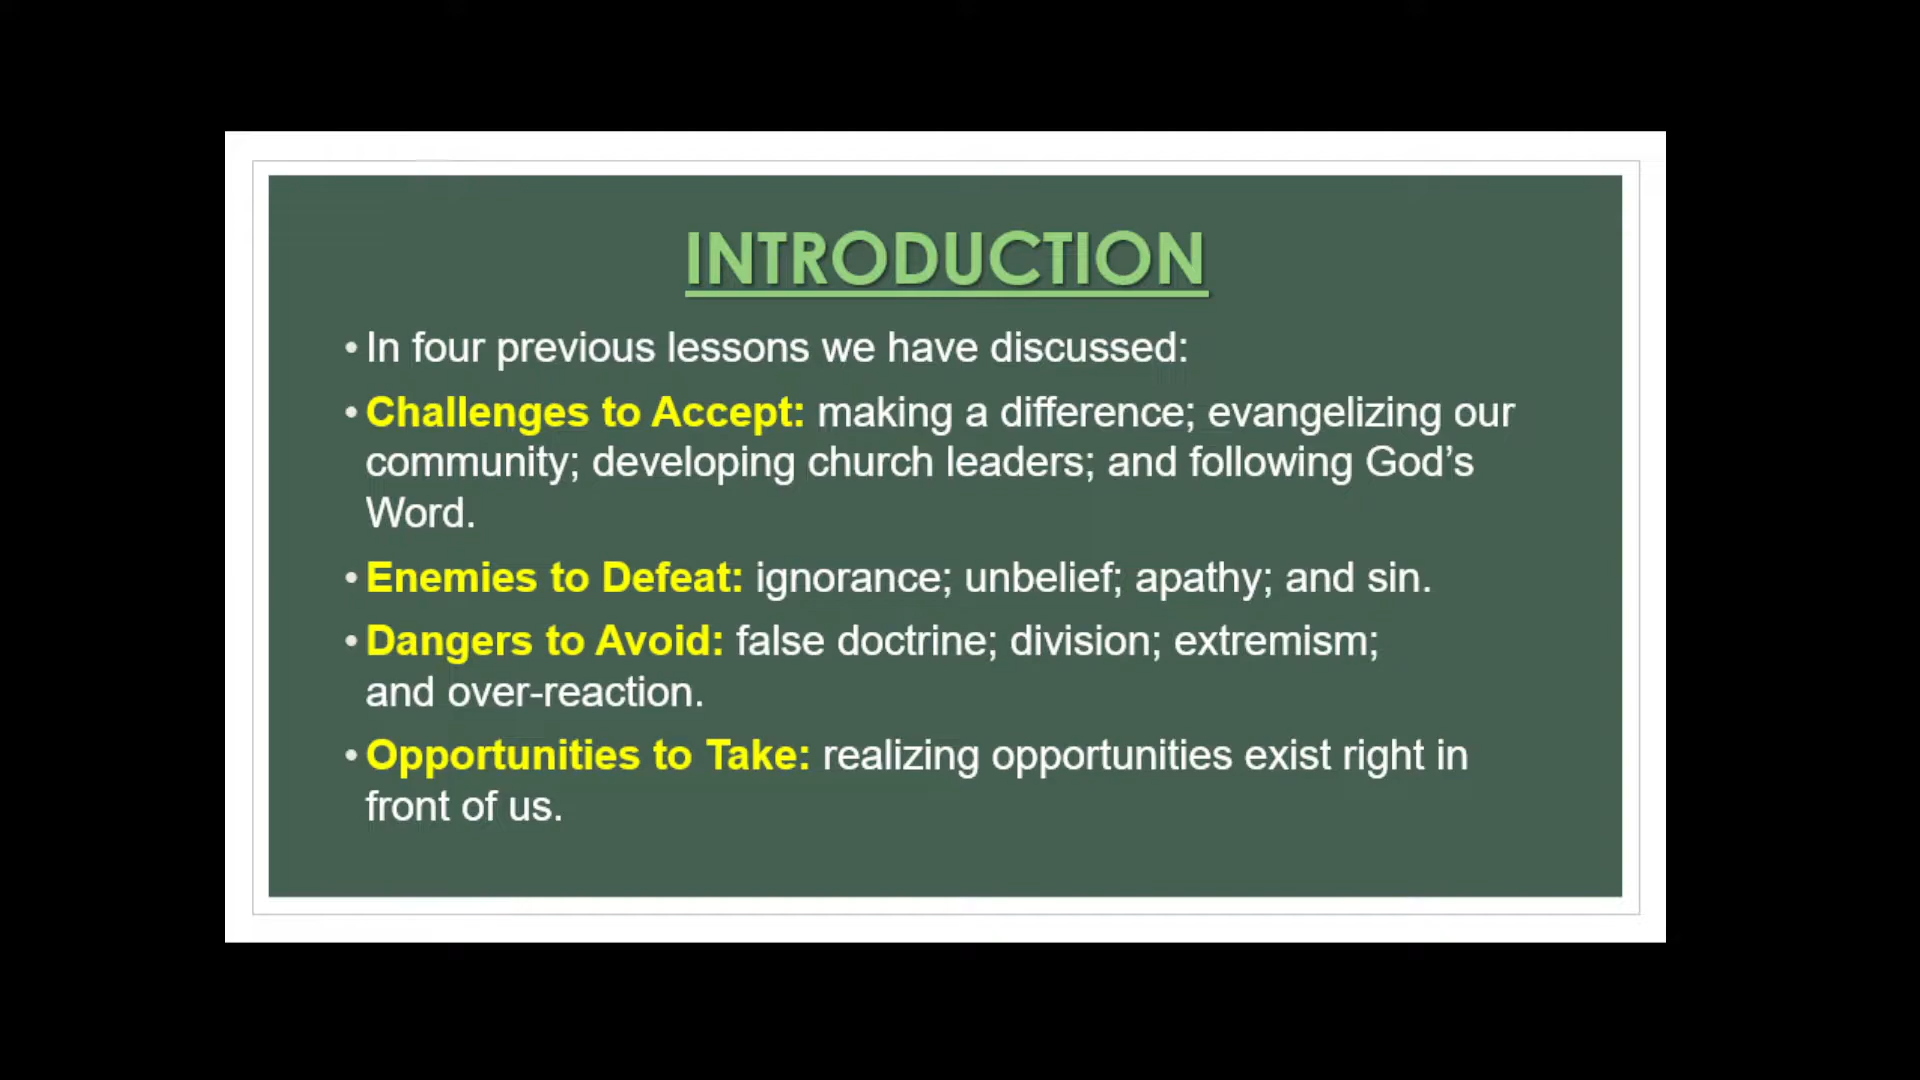 INTRODUCTION
• In four previous lessons we have discussed:
• Challenges to Accept: making a difference; evangelizing our
community; developing church leaders; and following God’s
Word.
• Enemies to Defeat: ignorance; unbelief; apathy; and sin.
• Dangers to Avoid: false doctrine; division; extremism;
and over-reaction.
• Opportunities to Take: realizing opportunities exist right in
front of us.